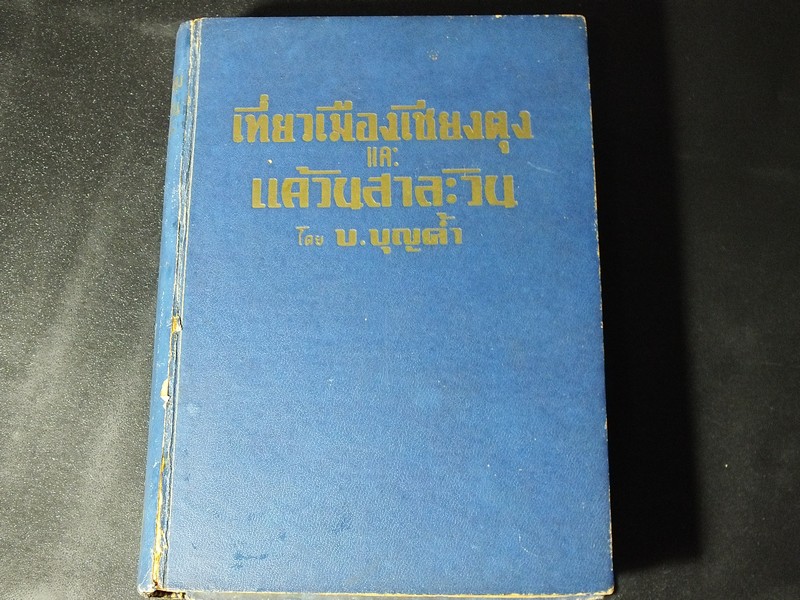 เที่ยวเมืองเชียงตุง
และ
แคว้นสาละวิน
โดย บ.บุญค้ำ